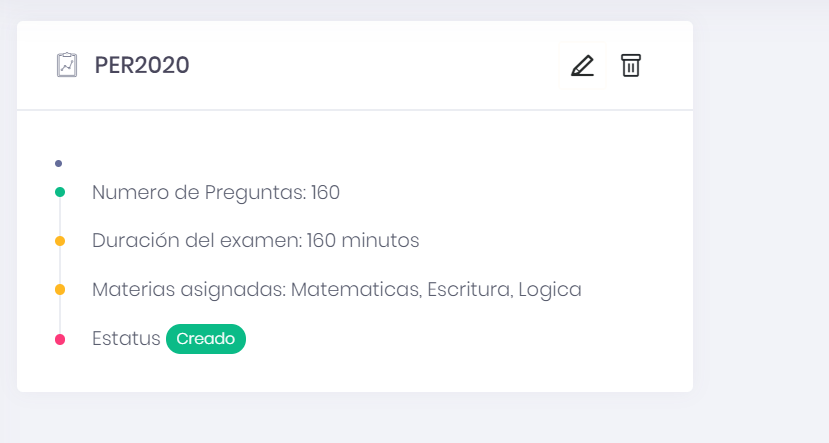 PER2020
Numero de Preguntas: 160
Duración del examen: 160 minutos
Materias asignadas: Matematicas, Escritura, Logica
Estatus Creado